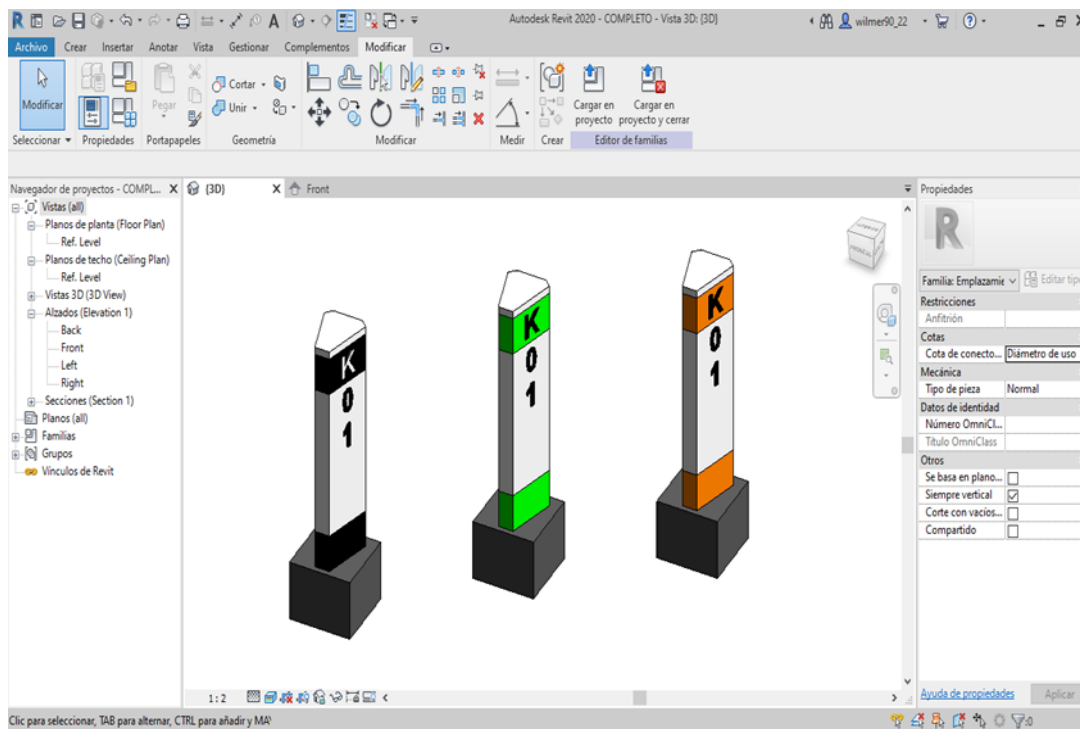 Autodesk Revit 2020 - COMPLETO - Vista 3D: {3D}
wilmer90_22
Archivo Crear Insertar Anotar Vista Gestionar Complementos Modificar
Modificar
Pegar
Cortar
Unir
Cargar en proyecto
Cargar en proyecto y cerrar
Seleccionar Propiedades Portapapeles Geometría Modificar Medir Crear Editor de familias
Navegador de proyectos - COMPL... X
{3D} X
Front
Propiedades
Vistas (all)
Planos de planta (Floor Plan)
Ref. Level
Planos de techo (Ceiling Plan)
Ref. Level
Vistas 3D (3D View)
Alzados (Elevation 1)
Back
Front
Left
Right
Secciones (Section 1)
Planos (all)
Familias
Grupos
Vínculos de Revit
K
0
1
K
0
1
K
0
1
R
Familia: Emplazamie
Editar tipo
Restricciones
Anfitrión
Cotas
Cota de conecto... Diámetro de uso
Mecánica
Tipo de pieza Normal
Datos de identidad
Número OmniCl...
Título OmniClass
Otros
Se basa en plano...
Siempre vertical
Corte con vacíos...
Compartido
Ayuda de propiedades Aplicar
1:2
Clic para seleccionar, TAB para alternar, CTRL para añadir y MA
:0